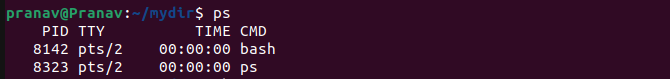 pranav@Pranav:~/mydir$ ps
    PID TTY          TIME CMD
   8142 pts/2    00:00:00 bash
   8323 pts/2    00:00:00 ps